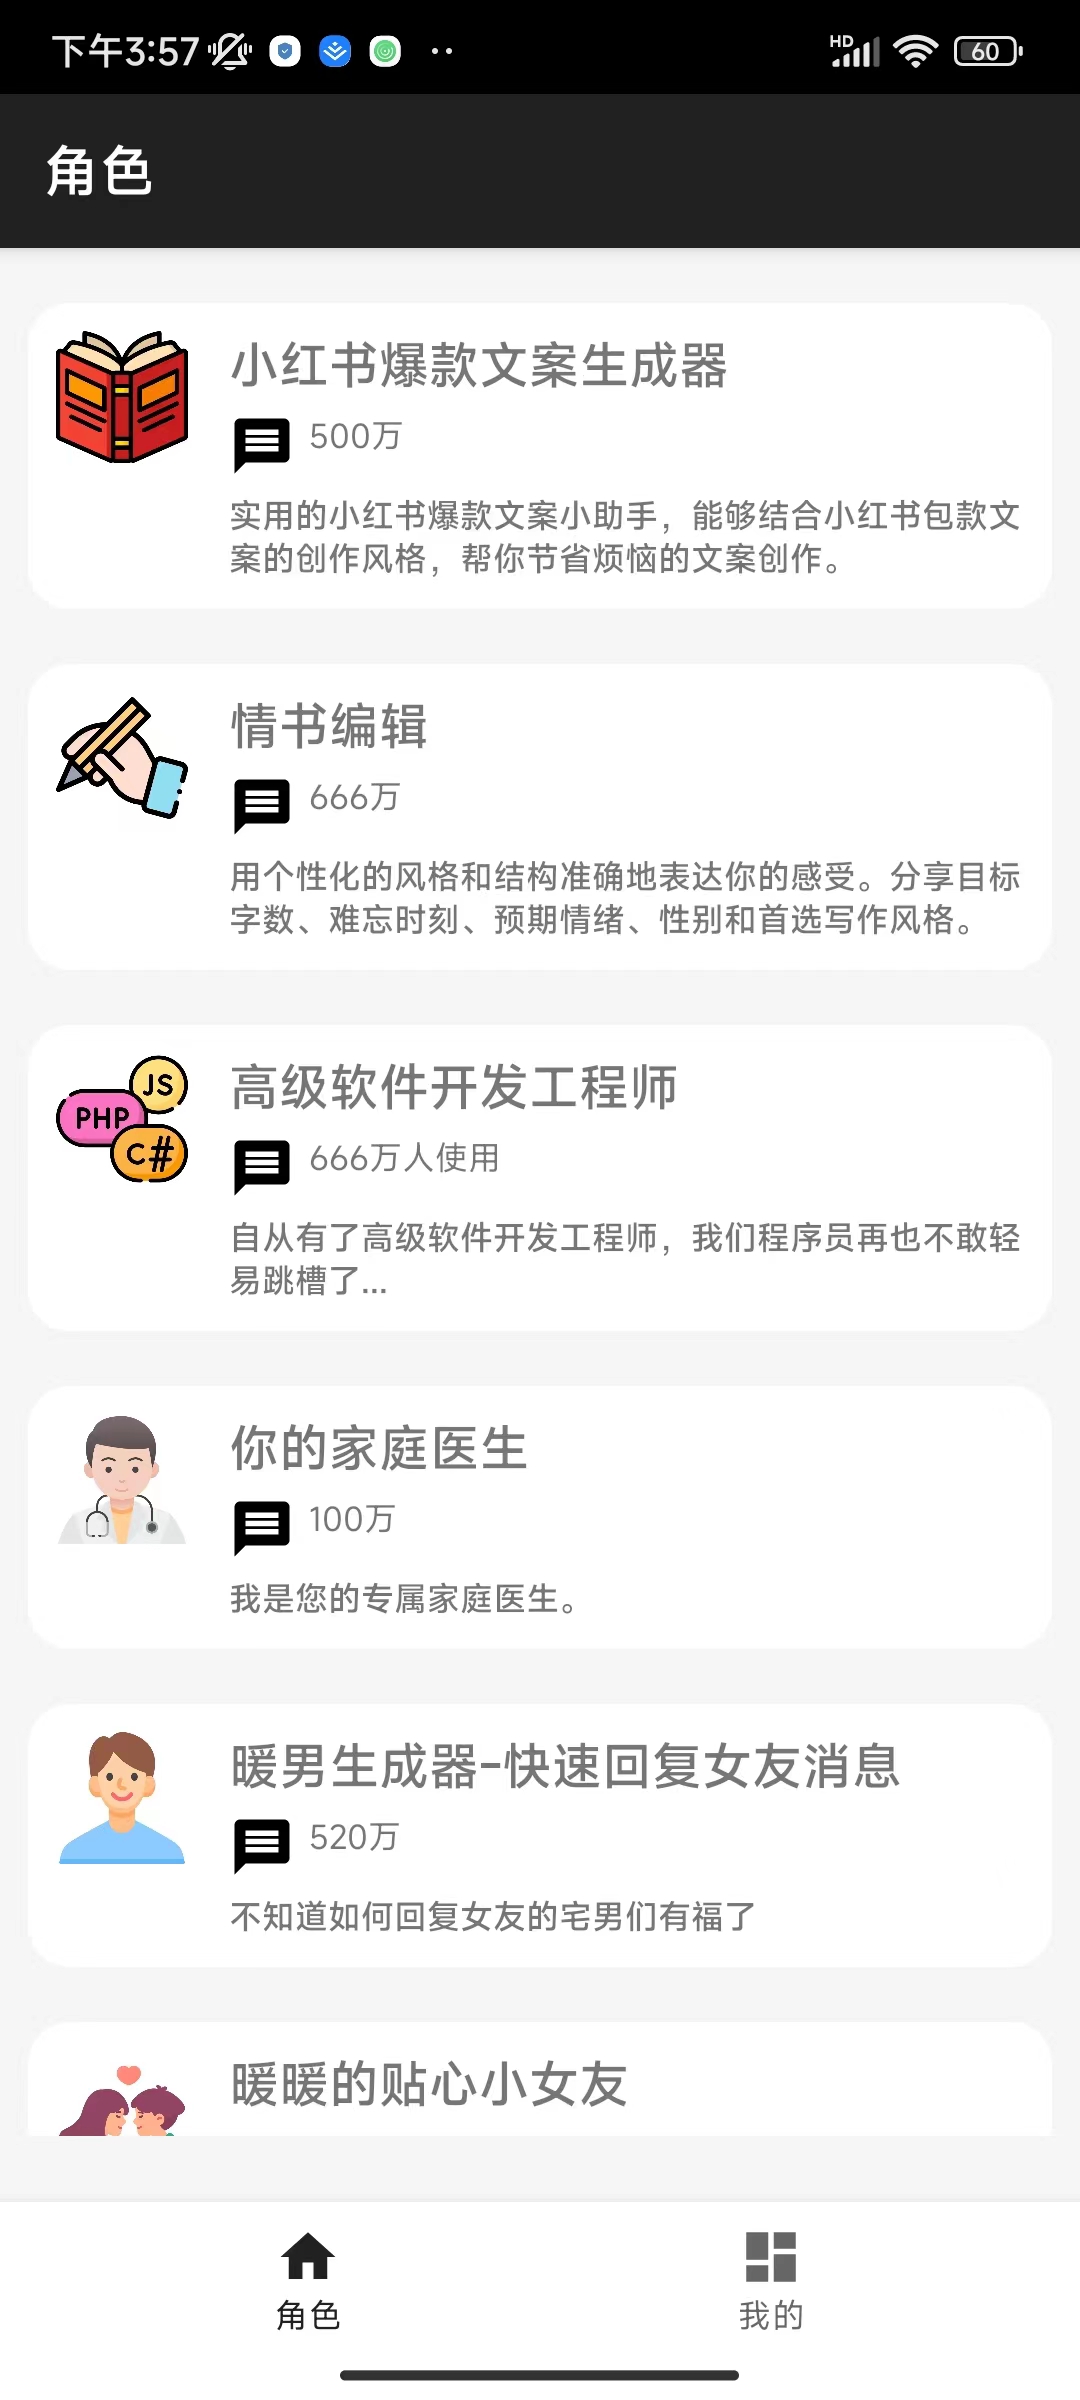 下午3:57
HD
60
角色
小红书爆款文案生成器
500万
实用的小红书爆款文案小助手，能够结合小红书包款文
案的创作风格，帮你节省烦恼的文案创作。
情书编辑
666万
用个性化的风格和结构准确地表达你的感受。分享目标
字数、难忘时刻、预期情绪、性别和首选写作风格。
JS
PHP
C#
高级软件开发工程师
666万人使用
自从有了高级软件开发工程师，我们程序员再也不敢轻
易跳槽了...
你的家庭医生
100万
我是您的专属家庭医生。
暖男生成器-快速回复女友消息
520万
不知道如何回复女友的宅男们有福了
暖暖的贴心小女友
角色
我的